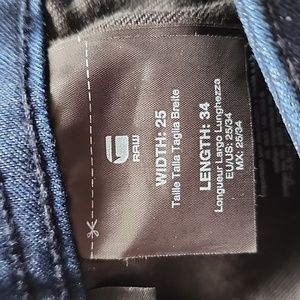 RAW
WIDTH: 25
Taille Talla Taglia Breite
LENGTH: 34
Longueur Largo Lunghezza
EU/US: 25/34
MX: 25/34